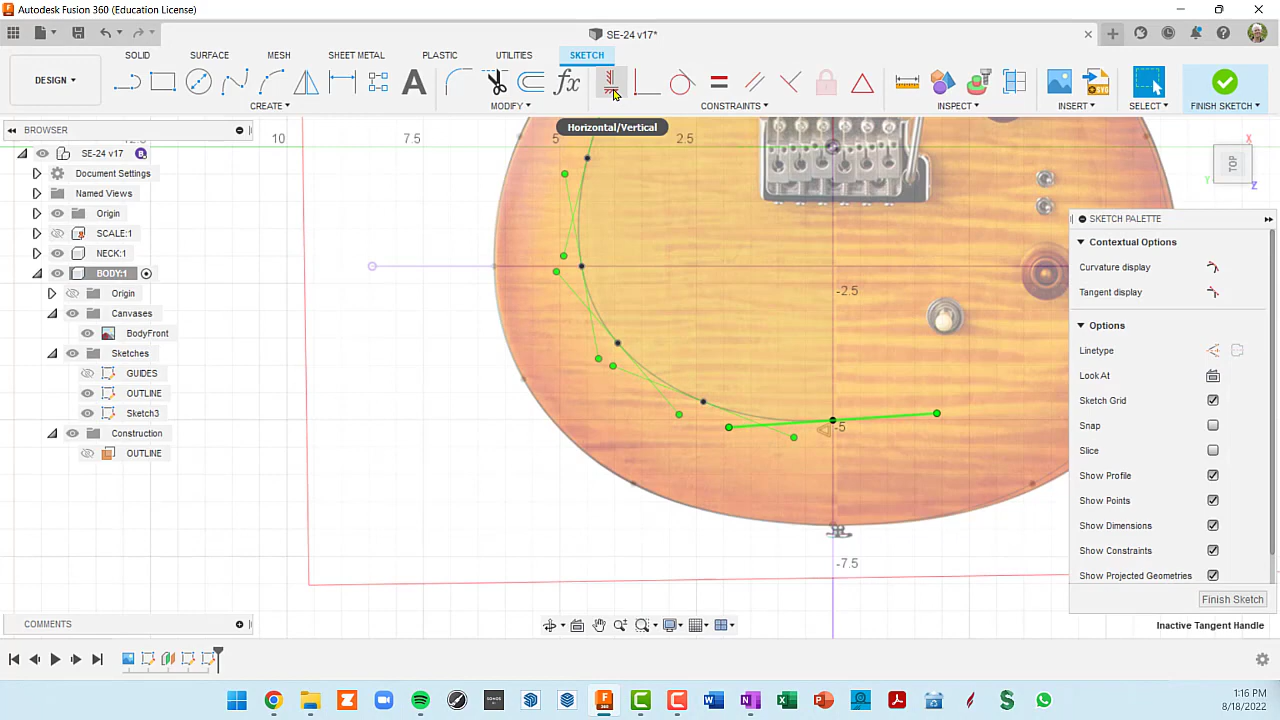 Autodesk Fusion 360 (Education License)
SE-24 v17*
DESIGN
SOLID
SURFACE
MESH
SHEET METAL
PLASTIC
UTILITIES
SKETCH
A
fx
CREATE
MODIFY
CONSTRAINTS
INSPECT
INSERT
SELECT
FINISH SKETCH
Horizontal/Vertical
BROWSER
SE-24 v17
Document Settings
Named Views
Origin
SCALE:1
NECK:1
BODY:1
Origin
Canvases
BodyFront
Sketches
GUIDES
OUTLINE
Sketch3
Construction
OUTLINE
10
7.5
5
2.5
-2.5
-5
-7.5
TOP
X
Y
Z
SKETCH PALETTE
Contextual Options
Curvature display
Tangent display
Options
Linetype
Look At
Sketch Grid
Snap
Slice
Show Profile
Show Points
Show Dimensions
Show Constraints
Show Projected Geometries
Finish Sketch
COMMENTS
Inactive Tangent Handle
1:16 PM
8/18/2022